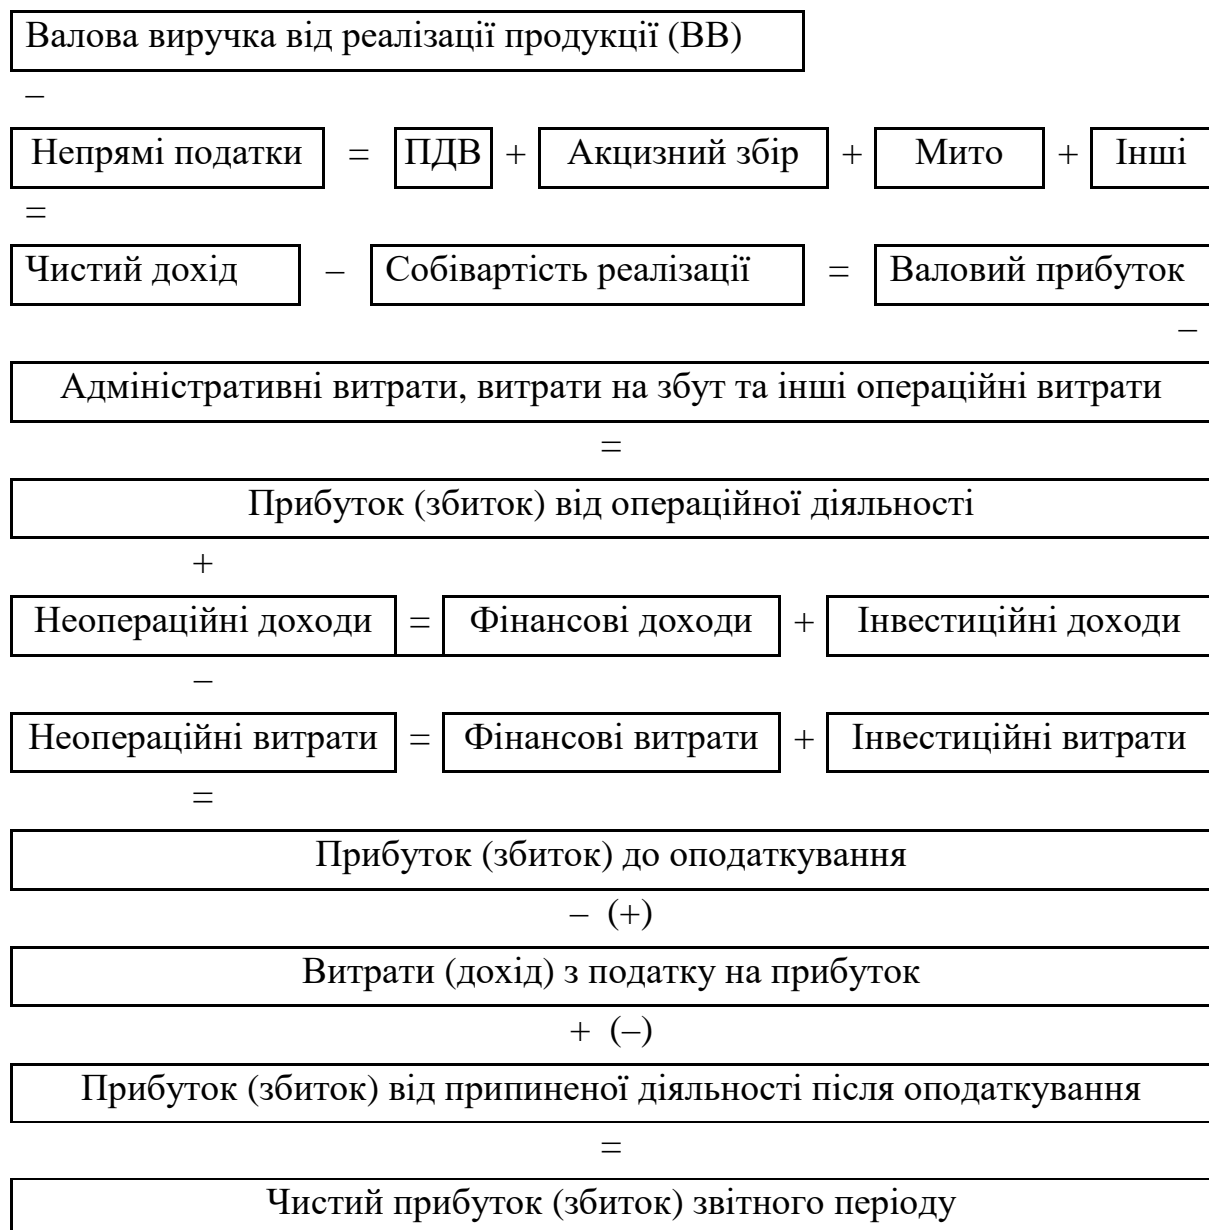 Валова виручка від реалізації продукції (ВВ)
–
Непрямі податки = ПДВ + Акцизний збір + Мито + Інші
=
Чистий дохід – Собівартість реалізації = Валовий прибуток
–
Адміністративні витрати, витрати на збут та інші операційні витрати
=
Прибуток (збиток) від операційної діяльності
+
Неопераційні доходи = Фінансові доходи + Інвестиційні доходи
–
Неопераційні витрати = Фінансові витрати + Інвестиційні витрати
=
Прибуток (збиток) до оподаткування
– (+)
Витрати (дохід) з податку на прибуток
+ (–)
Прибуток (збиток) від припиненої діяльності після оподаткування
=
Чистий прибуток (збиток) звітного періоду